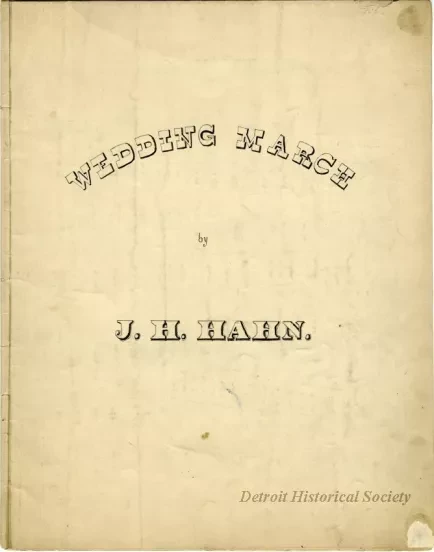 WEDDING MARCH
by
J. H. HAHN.
Detroit Historical Society